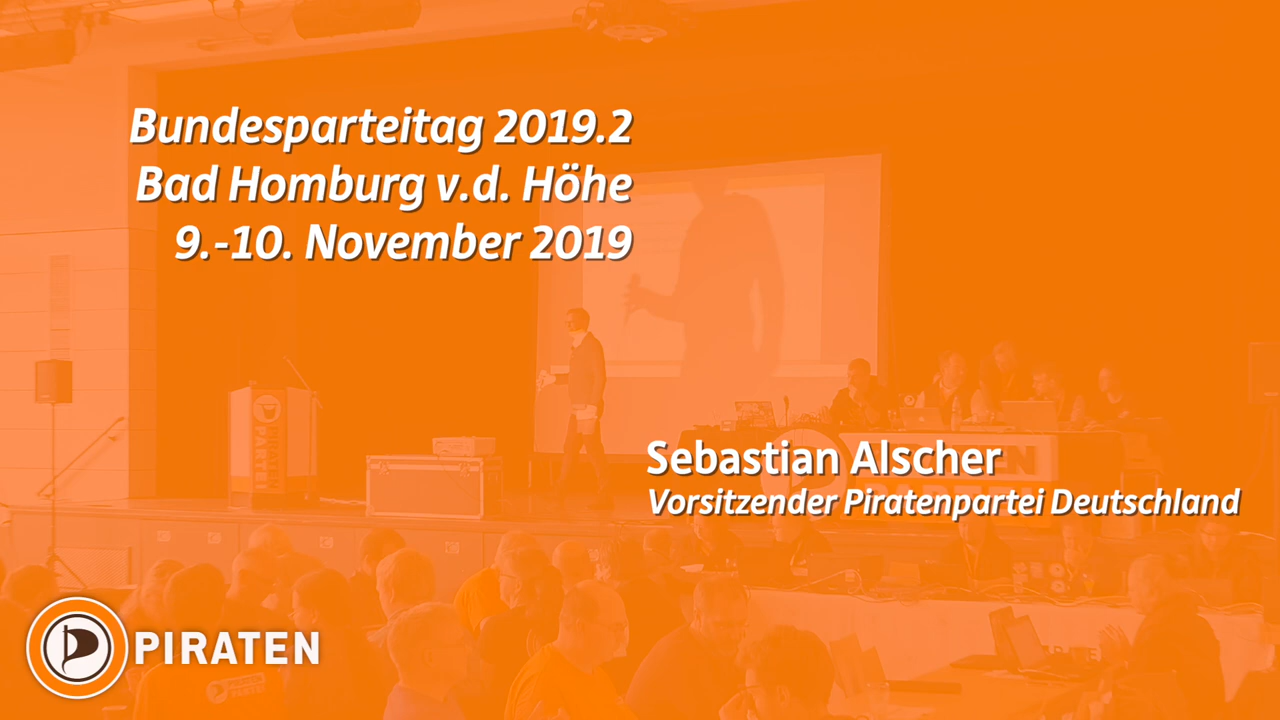 Bundesparteitag 2019.2
Bad Homburg v.d. Höhe
9.-10. November 2019
Sebastian Alscher
Vorsitzender Piratenpartei Deutschland
PIRATEN